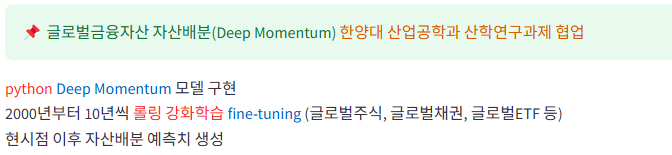 📌 글로벌금융자산 자산배분(Deep Momentum) 한양대 산업공학과 산학연구과제 협업
python Deep Momentum 모델 구현
2000년부터 10년씩 롤링 강화학습 fine-tuning (글로벌주식, 글로벌채권, 글로벌ETF 등)
현시점 이후 자산배분 예측치 생성